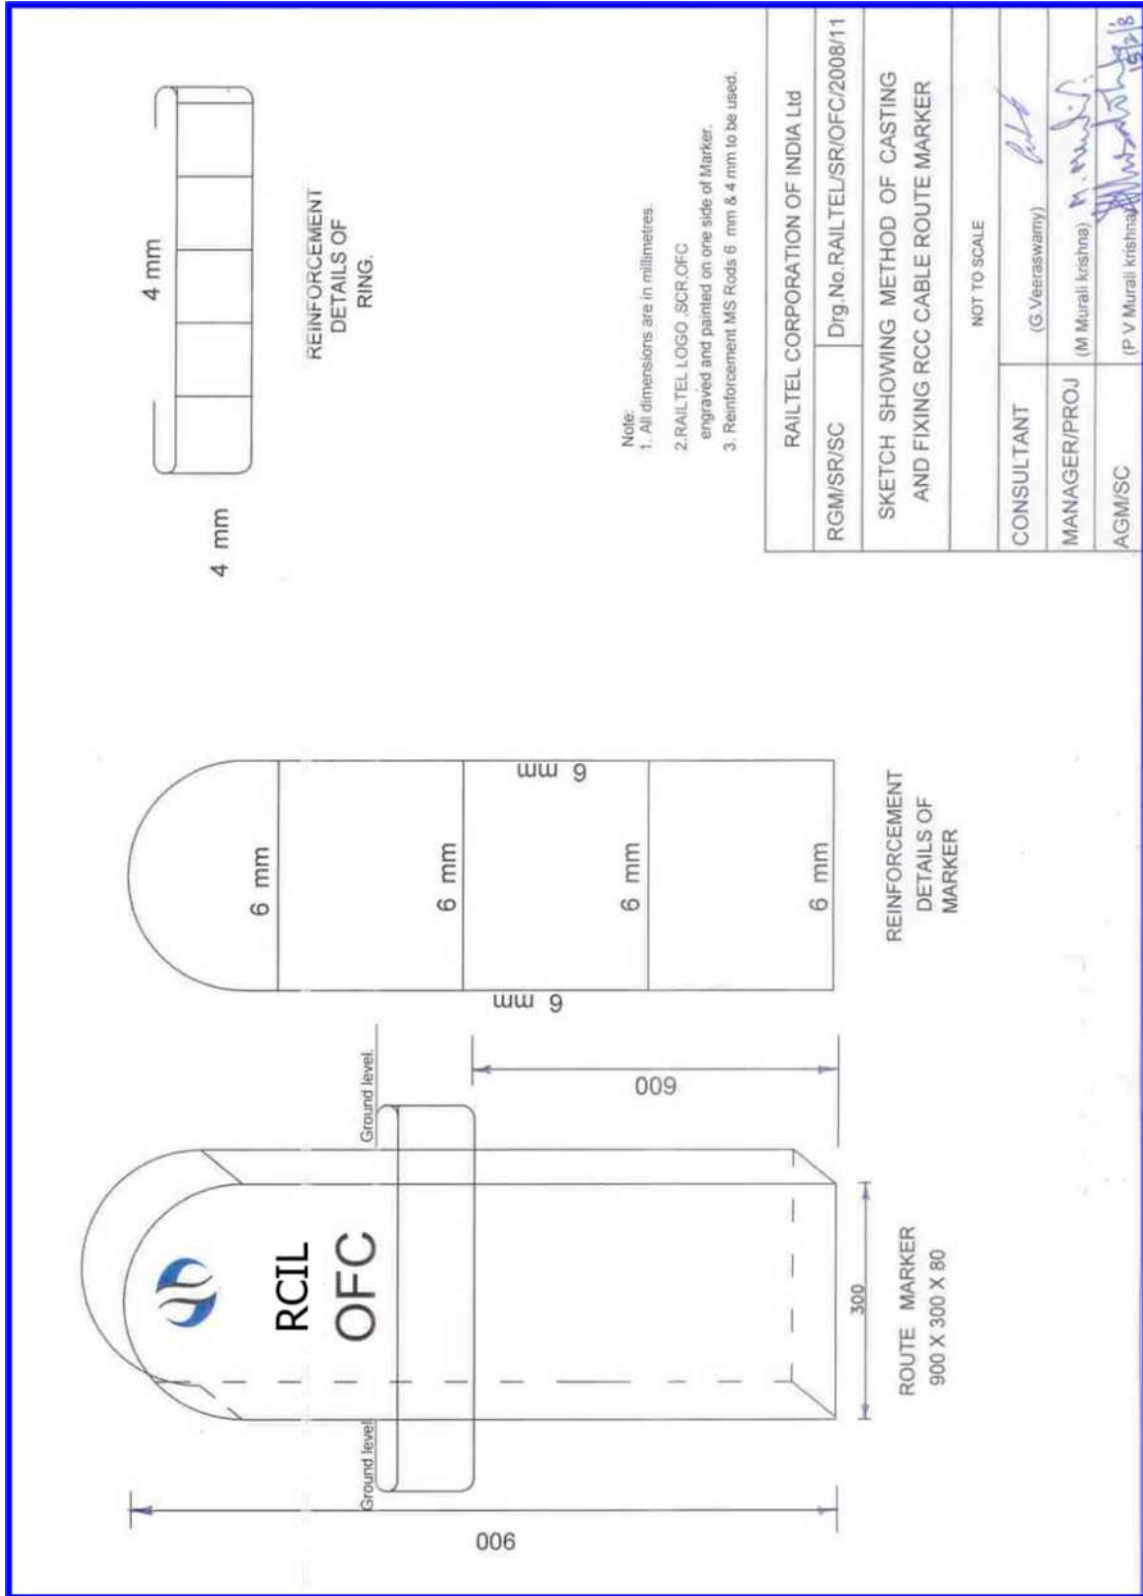 RCIL
OFC
Ground level
Ground level.
900
600
300
ROUTE MARKER
900 X 300 X 80
6 mm
6 mm
6 mm
6 mm
6 mm
6 mm
REINFORCEMENT
DETAILS OF
MARKER
4 mm
4 mm
REINFORCEMENT
DETAILS OF
RING.
Note:
1. All dimensions are in millimetres.
2.RAILTEL LOGO ,SCR,OFC
engraved and painted on one side of Marker.
3. Reinforcement MS Rods 6 mm & 4 mm to be used.
RAILTEL CORPORATION OF INDIA Ltd
RGM/SR/SC Drg.No.RAILTEL/SR/OFC/2008/11
SKETCH SHOWING METHOD OF CASTING
AND FIXING RCC CABLE ROUTE MARKER
NOT TO SCALE
CONSULTANT (G.Veeraswamy)
MANAGER/PROJ (M Murali krishna)
AGM/SC (P V Murali krishna)